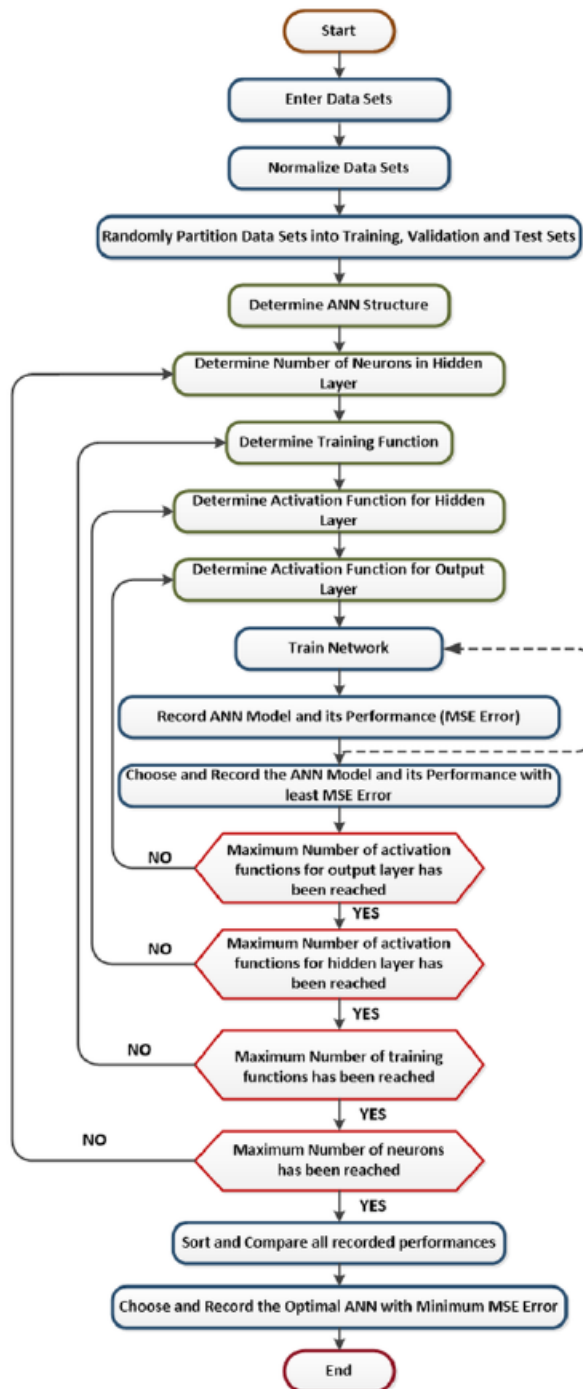 Start
Enter Data Sets
Normalize Data Sets
Randomly Partition Data Sets into Training, Validation and Test Sets
Determine ANN Structure
Determine Number of Neurons in Hidden
Layer
Determine Training Function
Determine Activation Function for Hidden
Layer
Determine Activation Function for Output
Layer
Train Network
Record ANN Model and its Performance (MSE Error)
Choose and Record the ANN Model and its Performance with
least MSE Error
NO
Maximum Number of activation
functions for output layer has
been reached
YES
NO
Maximum Number of activation
functions for hidden layer has
been reached
YES
NO
Maximum Number of training
functions has been reached
YES
NO
Maximum Number of neurons
has been reached
YES
Sort and Compare all recorded performances
Choose and Record the Optimal ANN with Minimum MSE Error
End